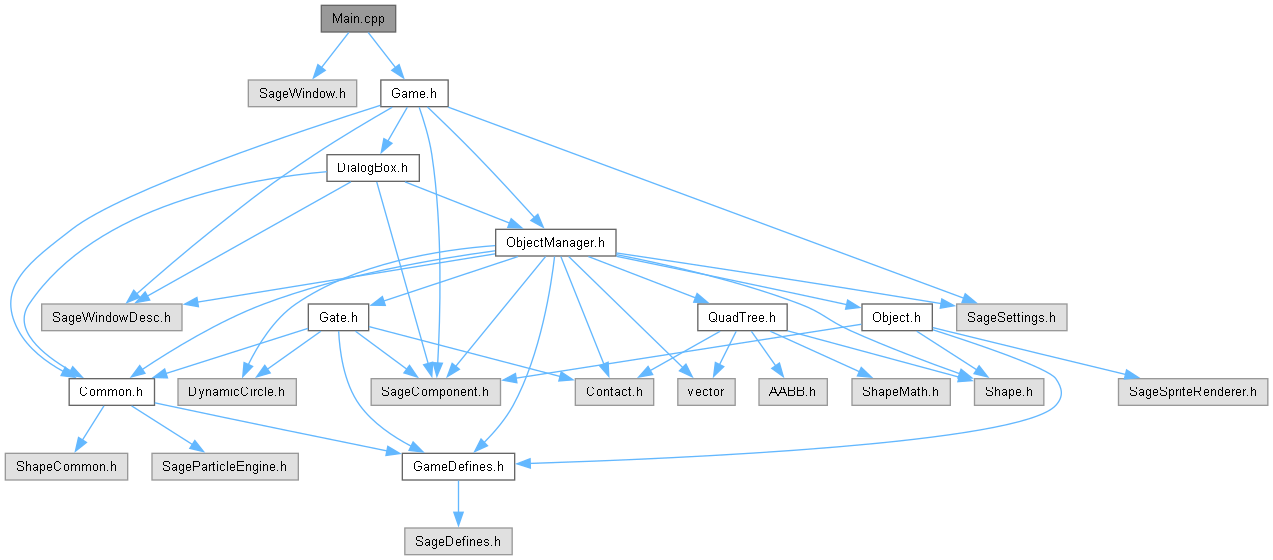 Main.cpp
SageWindow.h
Game.h
DialogBox.h
ObjectManager.h
SageWindowDesc.h
Gate.h
QuadTree.h
Object.h
SageSettings.h
Common.h
DynamicCircle.h
SageComponent.h
Contact.h
vector
AABB.h
ShapeMath.h
Shape.h
SageSpriteRenderer.h
ShapeCommon.h
SageParticleEngine.h
GameDefines.h
SageDefines.h